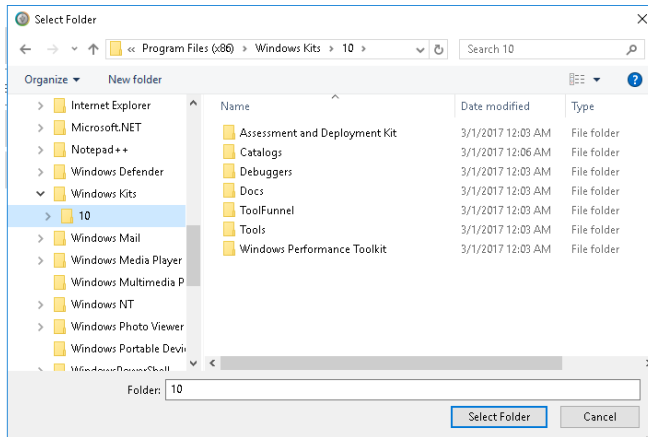 Select Folder
« Program Files (x86) > Windows Kits > 10 >
Search 10
Organize
New folder
Internet Explorer
Microsoft.NET
Notepad++
Windows Defender
Windows Kits
10
Windows Mail
Windows Media Player
Windows Multimedia P
Windows NT
Windows Photo Viewer
Windows Portable Devi
WindowsPowerShell
Name Date modified Type
Assessment and Deployment Kit 3/1/2017 12:03 AM File folder
Catalogs 3/1/2017 12:06 AM File folder
Debuggers 3/1/2017 12:03 AM File folder
Docs 3/1/2017 12:03 AM File folder
ToolFunnel 3/1/2017 12:03 AM File folder
Tools 3/1/2017 12:03 AM File folder
Windows Performance Toolkit 3/1/2017 12:03 AM File folder
Folder: 10
Select Folder
Cancel